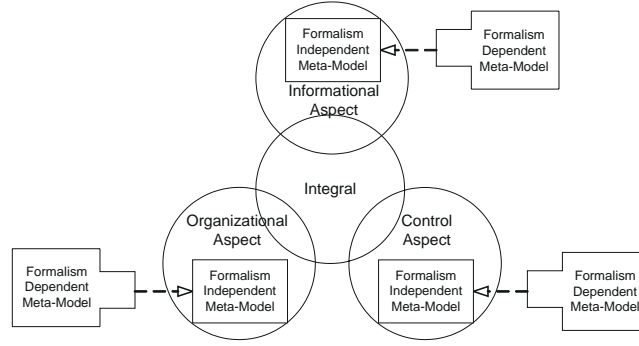 Formalism
Independent
Meta-Model
Formalism
Dependent
Meta-Model
Informational
Aspect
Integral
Organizational
Aspect
Control
Aspect
Formalism
Dependent
Meta-Model
Formalism
Independent
Meta-Model
Formalism
Independent
Meta-Model
Formalism
Dependent
Meta-Model